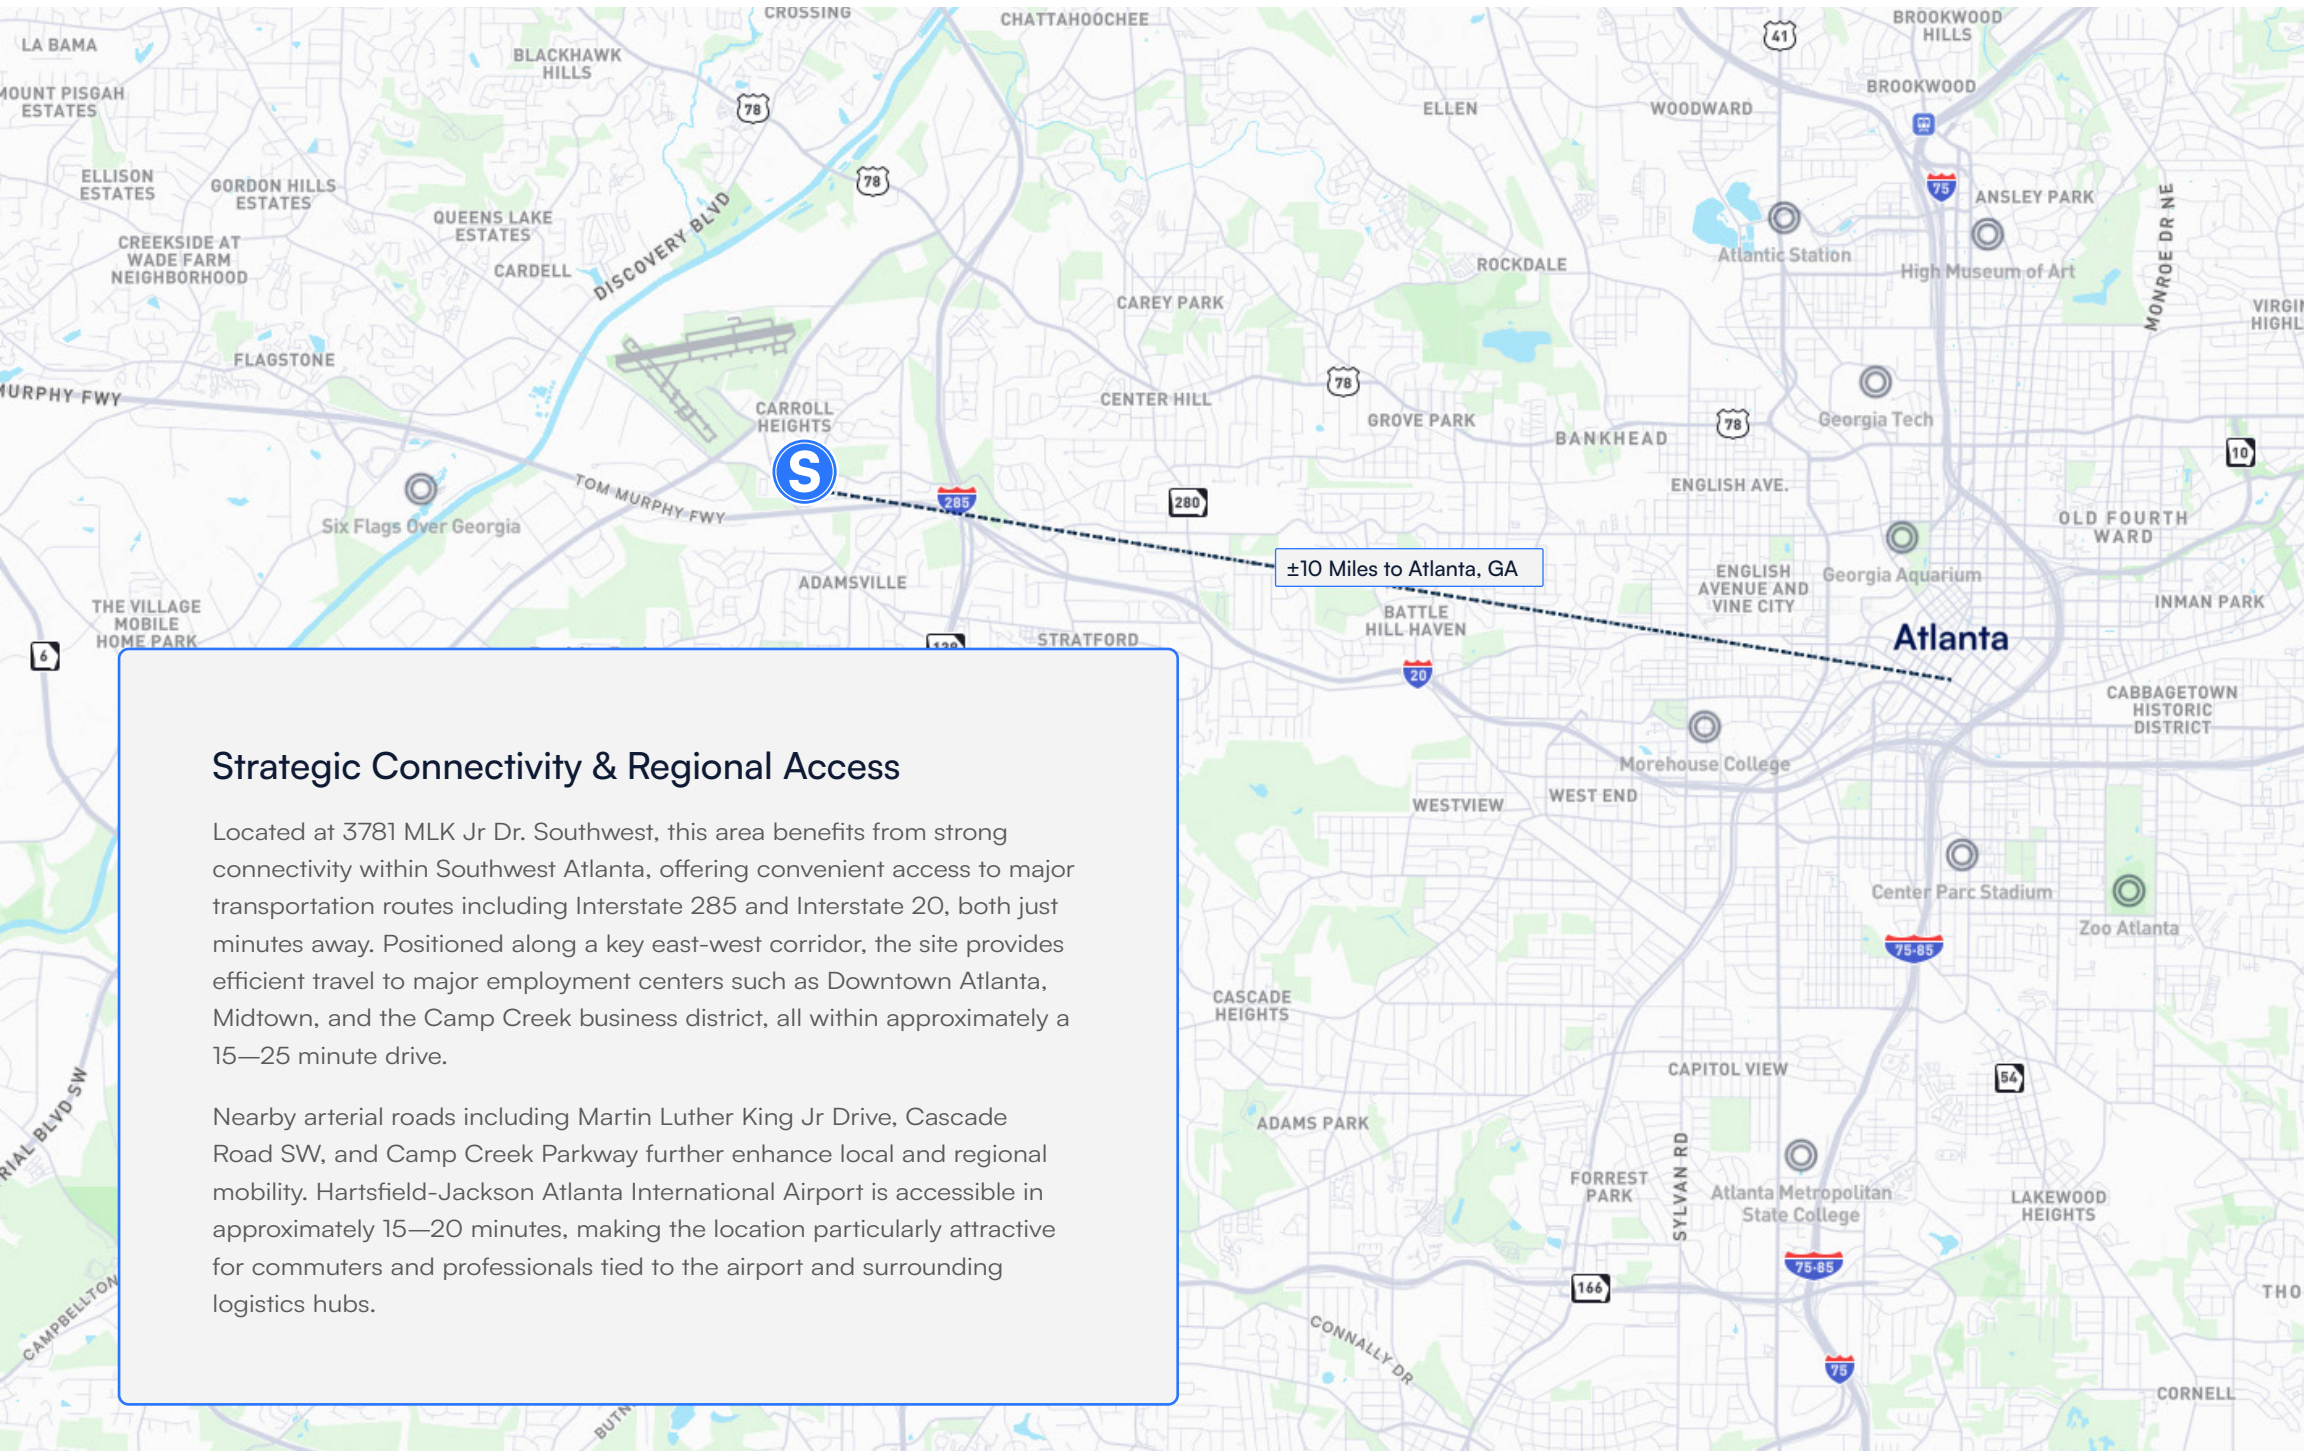 CROSSING
CHATTAHOOCHEE
BROOKWOOD
HILLS
41
LA BAMA
BLACKHAWK
HILLS
BROOKWOOD
MOUNT PISGAH
ESTATES
78
ELLEN
WOODWARD
78
75
ELLISON
ESTATES
GORDON HILLS
ESTATES
ANSLEY PARK
MONROE DR NE
QUEENS LAKE
ESTATES
DISCOVERY BLVD
CREEKSIDE AT
WADE FARM
NEIGHBORHOOD
CARDELL
Atlantic Station
High Museum of Art
ROCKDALE
CAREY PARK
VIRGIN
HIGHL
FLAGSTONE
78
MURPHY FWY
CENTER HILL
CARROLL
HEIGHTS
GROVE PARK
BANKHEAD
78
Georgia Tech
10
S
TOM MURPHY FWY
285
280
ENGLISH AVE.
Six Flags Over Georgia
OLD FOURTH
WARD
±10 Miles to Atlanta, GA
ADAMSVILLE
ENGLISH
AVENUE AND
VINE CITY
Georgia Aquarium
THE VILLAGE
MOBILE
HOME PARK
INMAN PARK
BATTLE
HILL HAVEN
6
139
STRATFORD
Atlanta
20
CABBAGETOWN
HISTORIC
DISTRICT
Morehouse College
WESTVIEW
WEST END
Strategic Connectivity & Regional Access
Located at 3781 MLK Jr Dr. Southwest, this area benefits from strong
connectivity within Southwest Atlanta, offering convenient access to major
transportation routes including Interstate 285 and Interstate 20, both just
minutes away. Positioned along a key east-west corridor, the site provides
efficient travel to major employment centers such as Downtown Atlanta,
Midtown, and the Camp Creek business district, all within approximately a
15—25 minute drive.
Nearby arterial roads including Martin Luther King Jr Drive, Cascade
Road SW, and Camp Creek Parkway further enhance local and regional
mobility. Hartsfield-Jackson Atlanta International Airport is accessible in
approximately 15—20 minutes, making the location particularly attractive
for commuters and professionals tied to the airport and surrounding
logistics hubs.
Center Parc Stadium
Zoo Atlanta
75-85
CASCADE
HEIGHTS
CAPITOL VIEW
54
RIAL BLVD SW
ADAMS PARK
SYLVAN RD
FORREST
PARK
Atlanta Metropolitan
State College
LAKEWOOD
HEIGHTS
75-85
166
THO
CAMPBELLTON
CONNALLY DR
75
CORNELL
BUTN